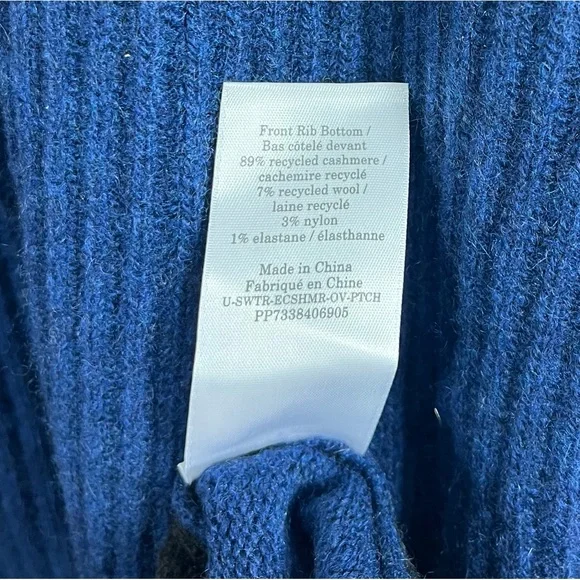 Front Rib Bottom /
Bas côtelé devant
89% recycled cashmere /
cachemire recyclé
7% recycled wool /
laine recyclé
3% nylon
1% elastane / élasthanne
Made in China
Fabriqué en Chine
U-SWTR-ECSHMR-OV-PTCH
PP7338406905